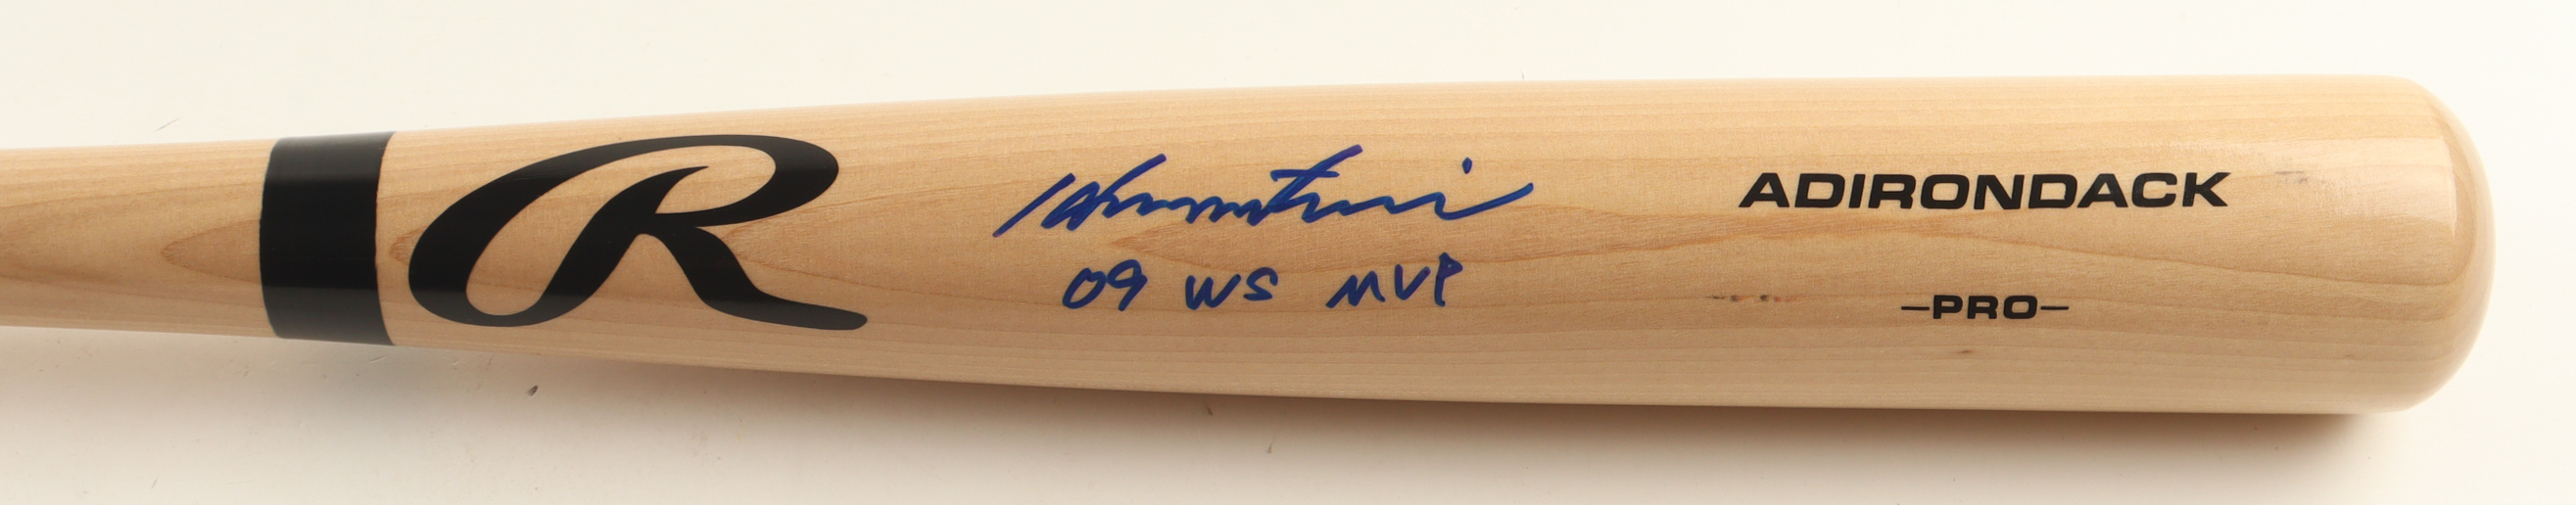 R
ADIRONDACK
09 WS MVP
-PRO-